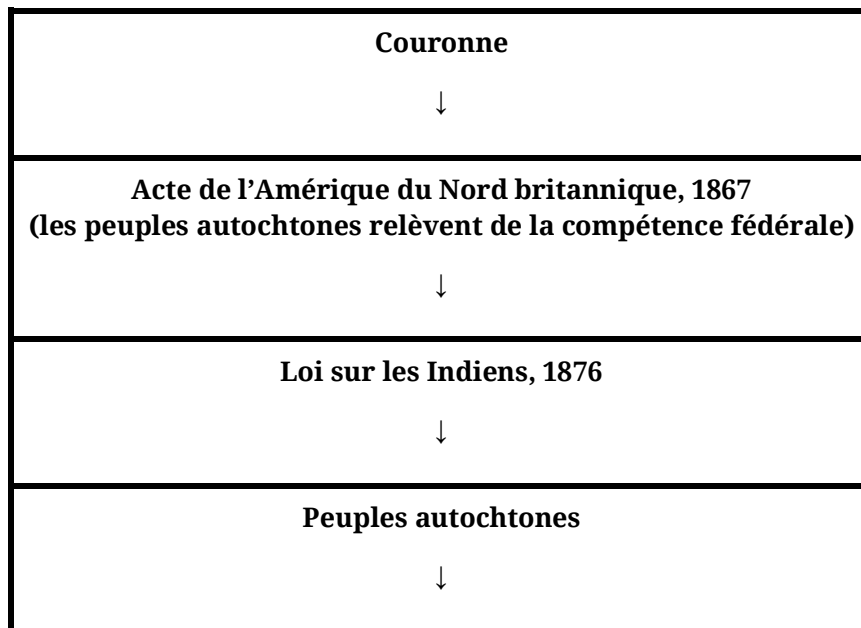 Couronne
↓
Acte de l’Amérique du Nord britannique, 1867
(les peuples autochtones relèvent de la compétence fédérale)
↓
Loi sur les Indiens, 1876
↓
Peuples autochtones
↓